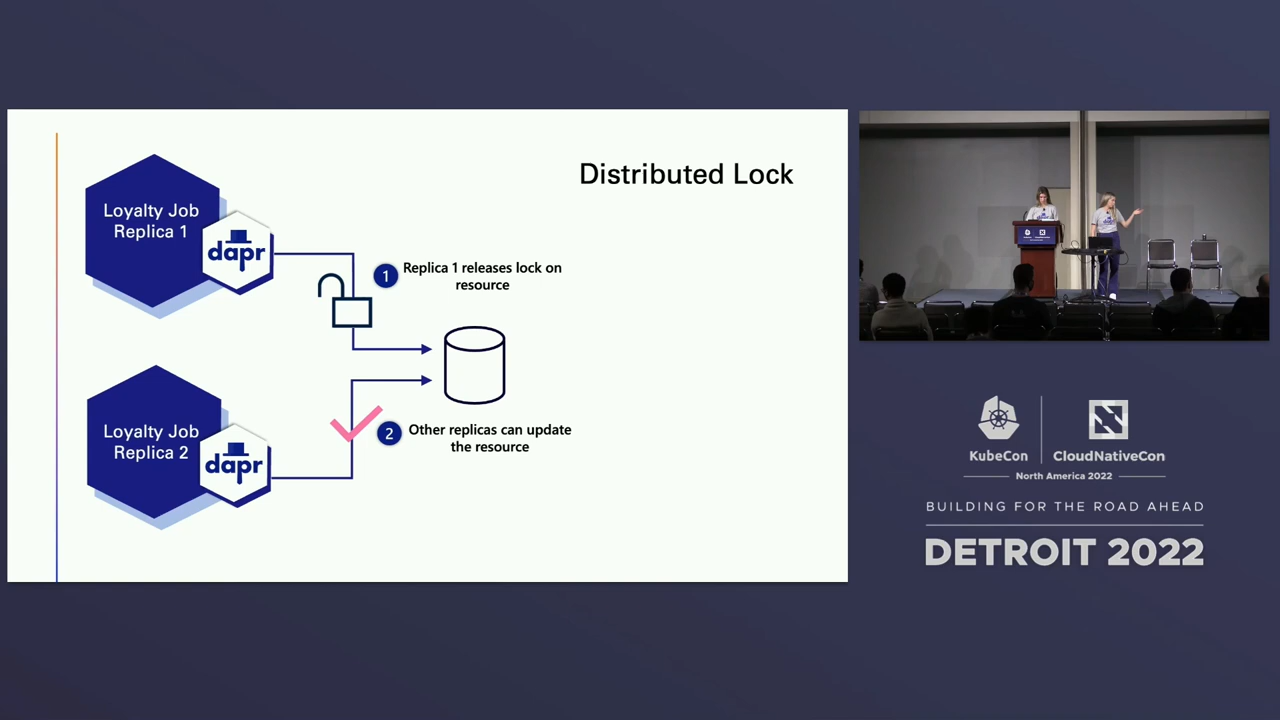 Distributed Lock
Loyalty Job
Replica 1
dapr
1
Replica 1 releases lock on
resource
Loyalty Job
Replica 2
dapr
2
Other replicas can update
the resource
KubeCon
CloudNativeCon
North America 2022
BUILDING FOR THE ROAD AHEAD
DETROIT 2022